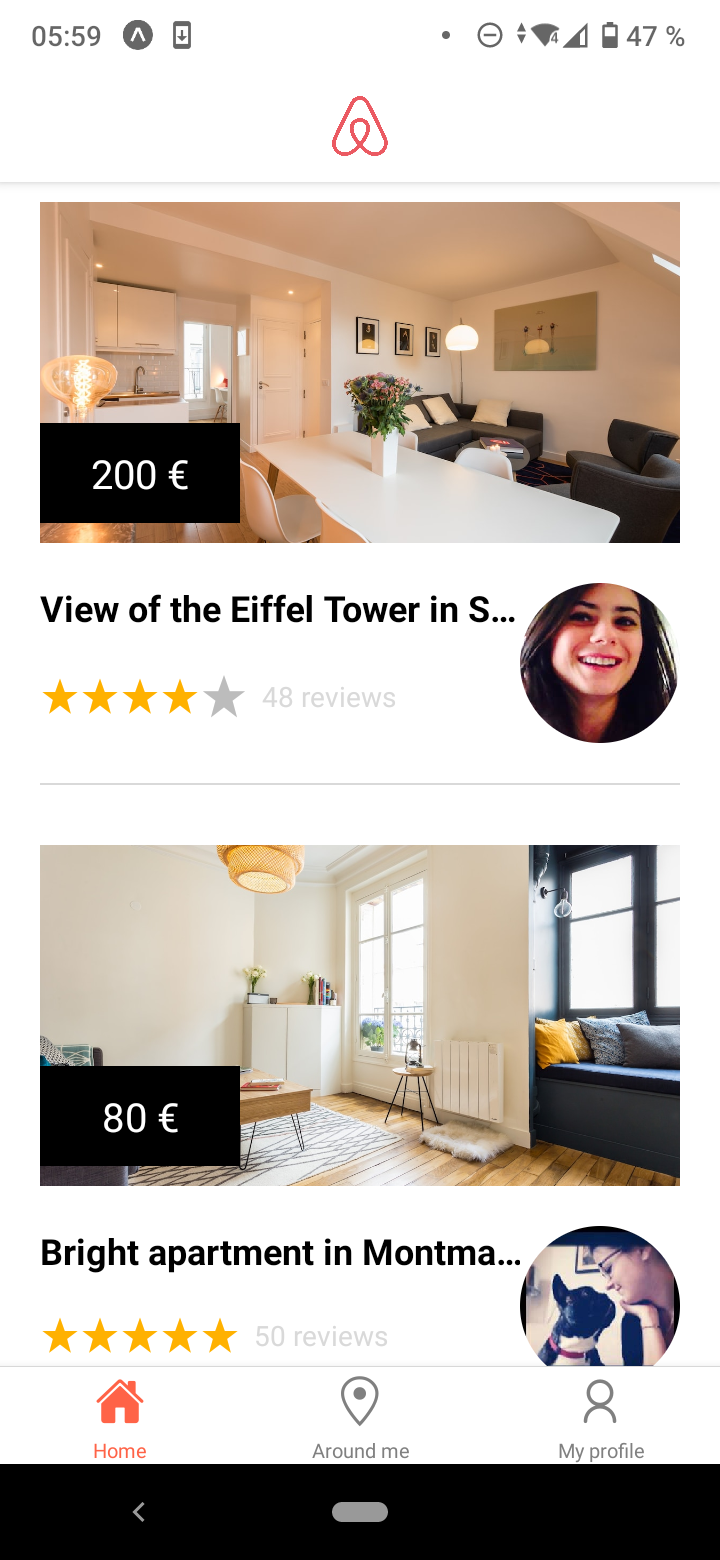 05:59
47 %
200 €
View of the Eiffel Tower in S...
48 reviews
80 €
Bright apartment in Montma...
50 reviews
Home
Around me
My profile